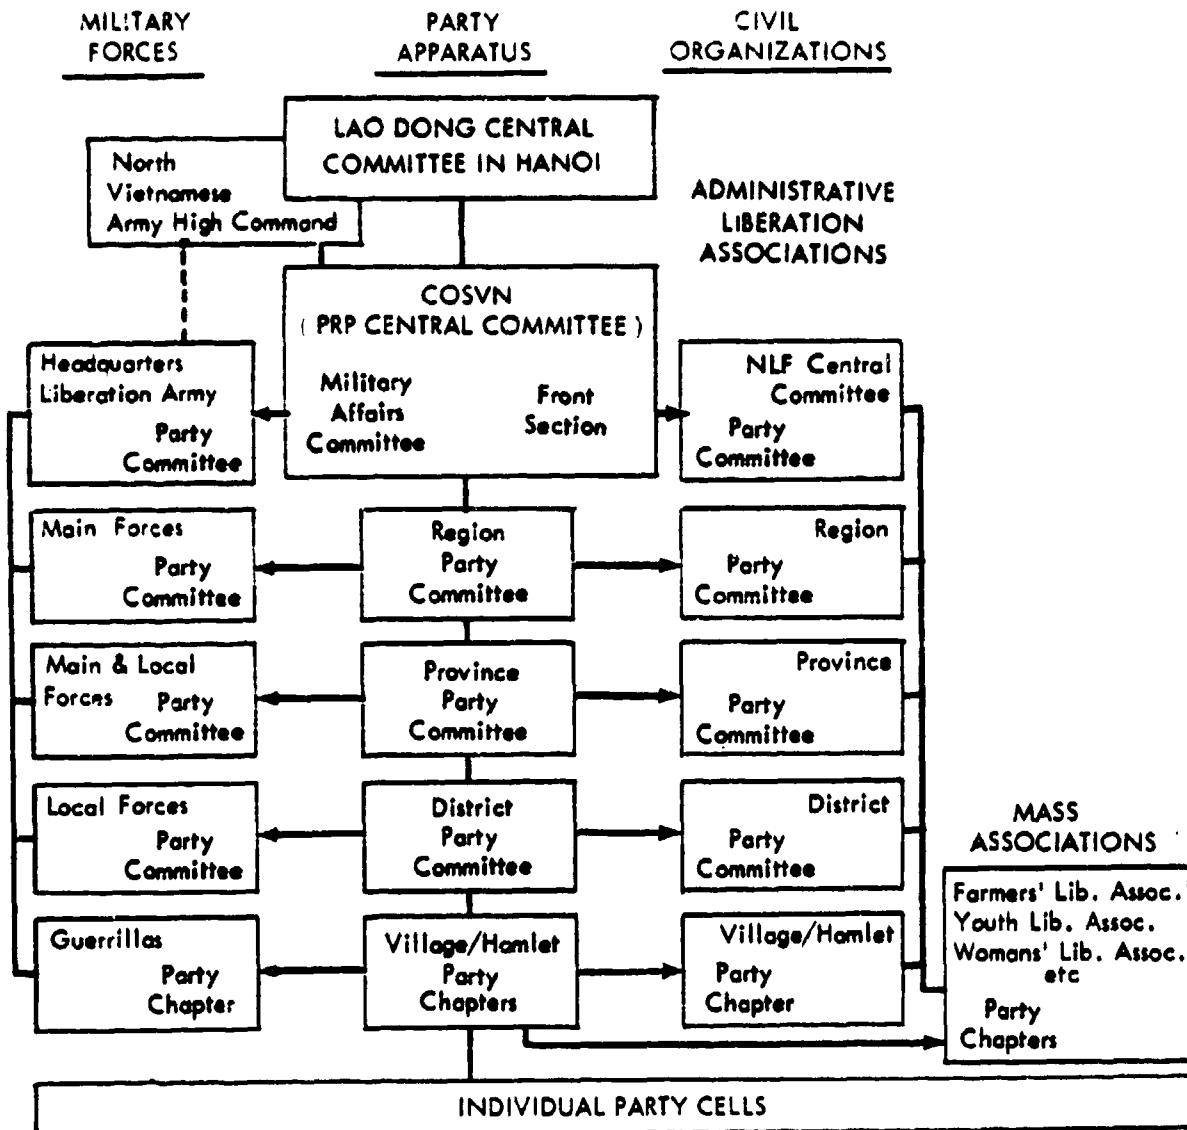 MILITARY
FORCES
PARTY
APPARATUS
CIVIL
ORGANIZATIONS
LAO DONG CENTRAL
COMMITTEE IN HANOI
North
Vietnamese
Army High Command
ADMINISTRATIVE
LIBERATION
ASSOCIATIONS
COSVN
( PRP CENTRAL COMMITTEE )
Military
Affairs
Committee
Front
Section
Headquarters
Liberation Army
Party
Committee
NLF Central
Committee
Party
Committee
Main Forces
Party
Committee
Region
Party
Committee
Region
Party
Committee
Main & Local
Forces Party
Committee
Province
Party
Committee
Province
Party
Committee
Local Forces
Party
Committee
District
Party
Committee
District
Party
Committee
MASS
ASSOCIATIONS
Farmers' Lib. Assoc.
Youth Lib. Assoc.
Womans' Lib. Assoc.
etc
Party
Chapters
Guerrillas
Party
Chapter
Village/Hamlet
Party
Chapters
Village/Hamlet
Party
Chapter
INDIVIDUAL PARTY CELLS